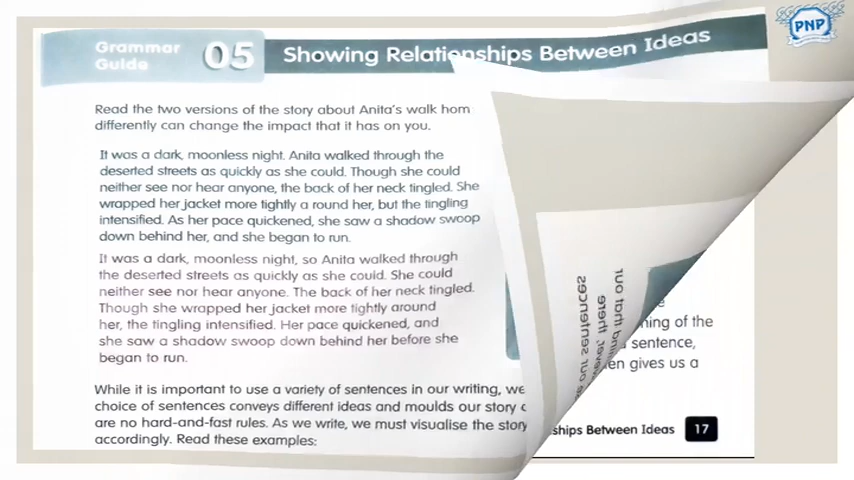 Grammar
Guide
05
Showing Relationships Between Ideas
PNP
Read the two versions of the story about Anita's walk hom
differently can change the impact that it has on you.
It was a dark, moonless night. Anita walked through the
deserted streets as quickly as she could. Though she could
neither see nor hear anyone, the back of her neck tingled. She
wrapped her jacket more tightly a round her, but the tingling
intensified. As her pace quickened, she saw a shadow swoop
down behind her, and she began to run.
It was a dark, moonless night, so Anita walked through
the deserted streets as quickly as she could. She could
neither see nor hear anyone. The back of her neck tingled.
Though she wrapped her jacket more tightly around
her, the tingling intensified. Her pace quickened, and
she saw a shadow swoop down behind her before she
began to run.
While it is important to use a variety of sentences in our writing, we
choice of sentences conveys different ideas and moulds our story
are no hard-and-fast rules. As we write, we must visualise the story
accordingly. Read these examples:
our sentences
there
ning of the
sentence,
en gives us a
ships Between Ideas
17